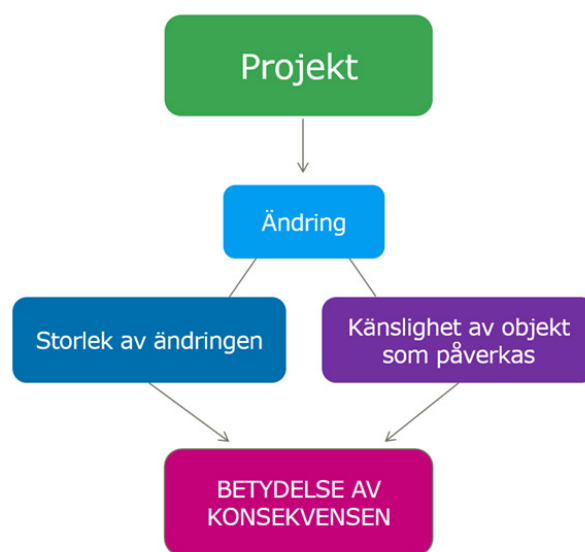 Projekt
Ändring
Storlek av ändringen
Känslighet av objekt
som påverkas
BETYDELSE AV
KONSEKVENSEN